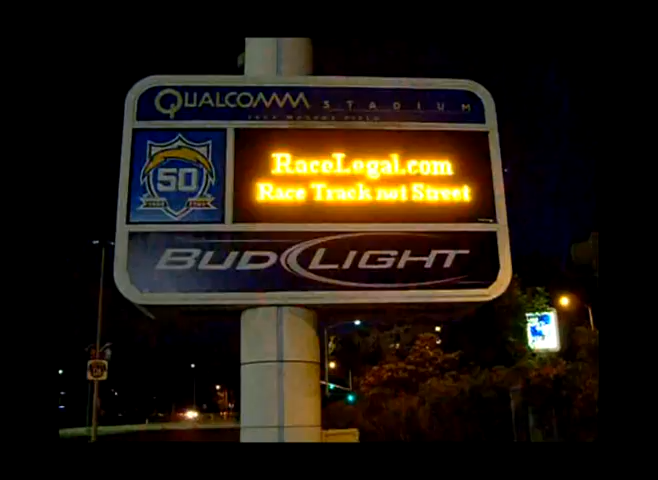 QUALCOMM STADIUM
50
RaceLegal.com
Race Track not Street
BUD LIGHT